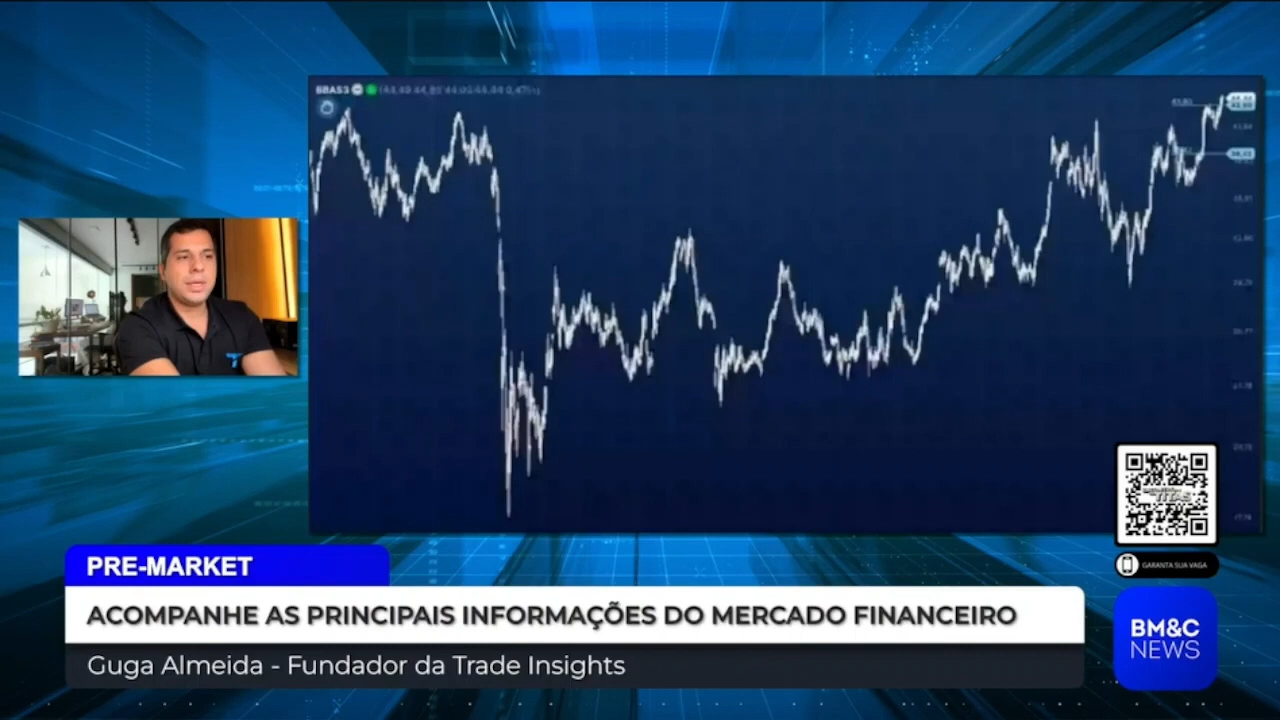 BBAS3
PRE-MARKET
ACOMPANHE AS PRINCIPAIS INFORMAÇÕES DO MERCADO FINANCEIRO
Guga Almeida - Fundador da Trade Insights
GARANTA SUA VAGA
BM&C
NEWS